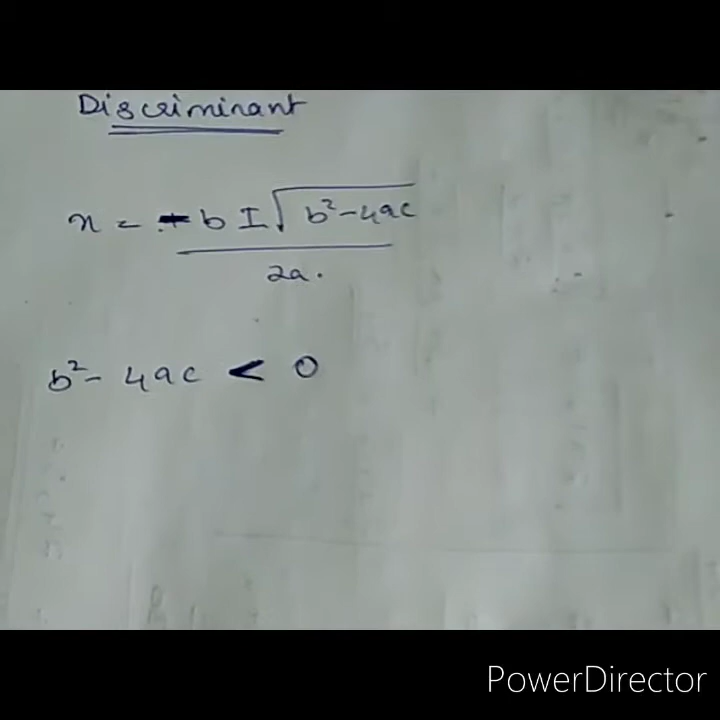 Discriminant
x = -b ± √b²-4ac
2a.
b²- 4ac < 0
PowerDirector